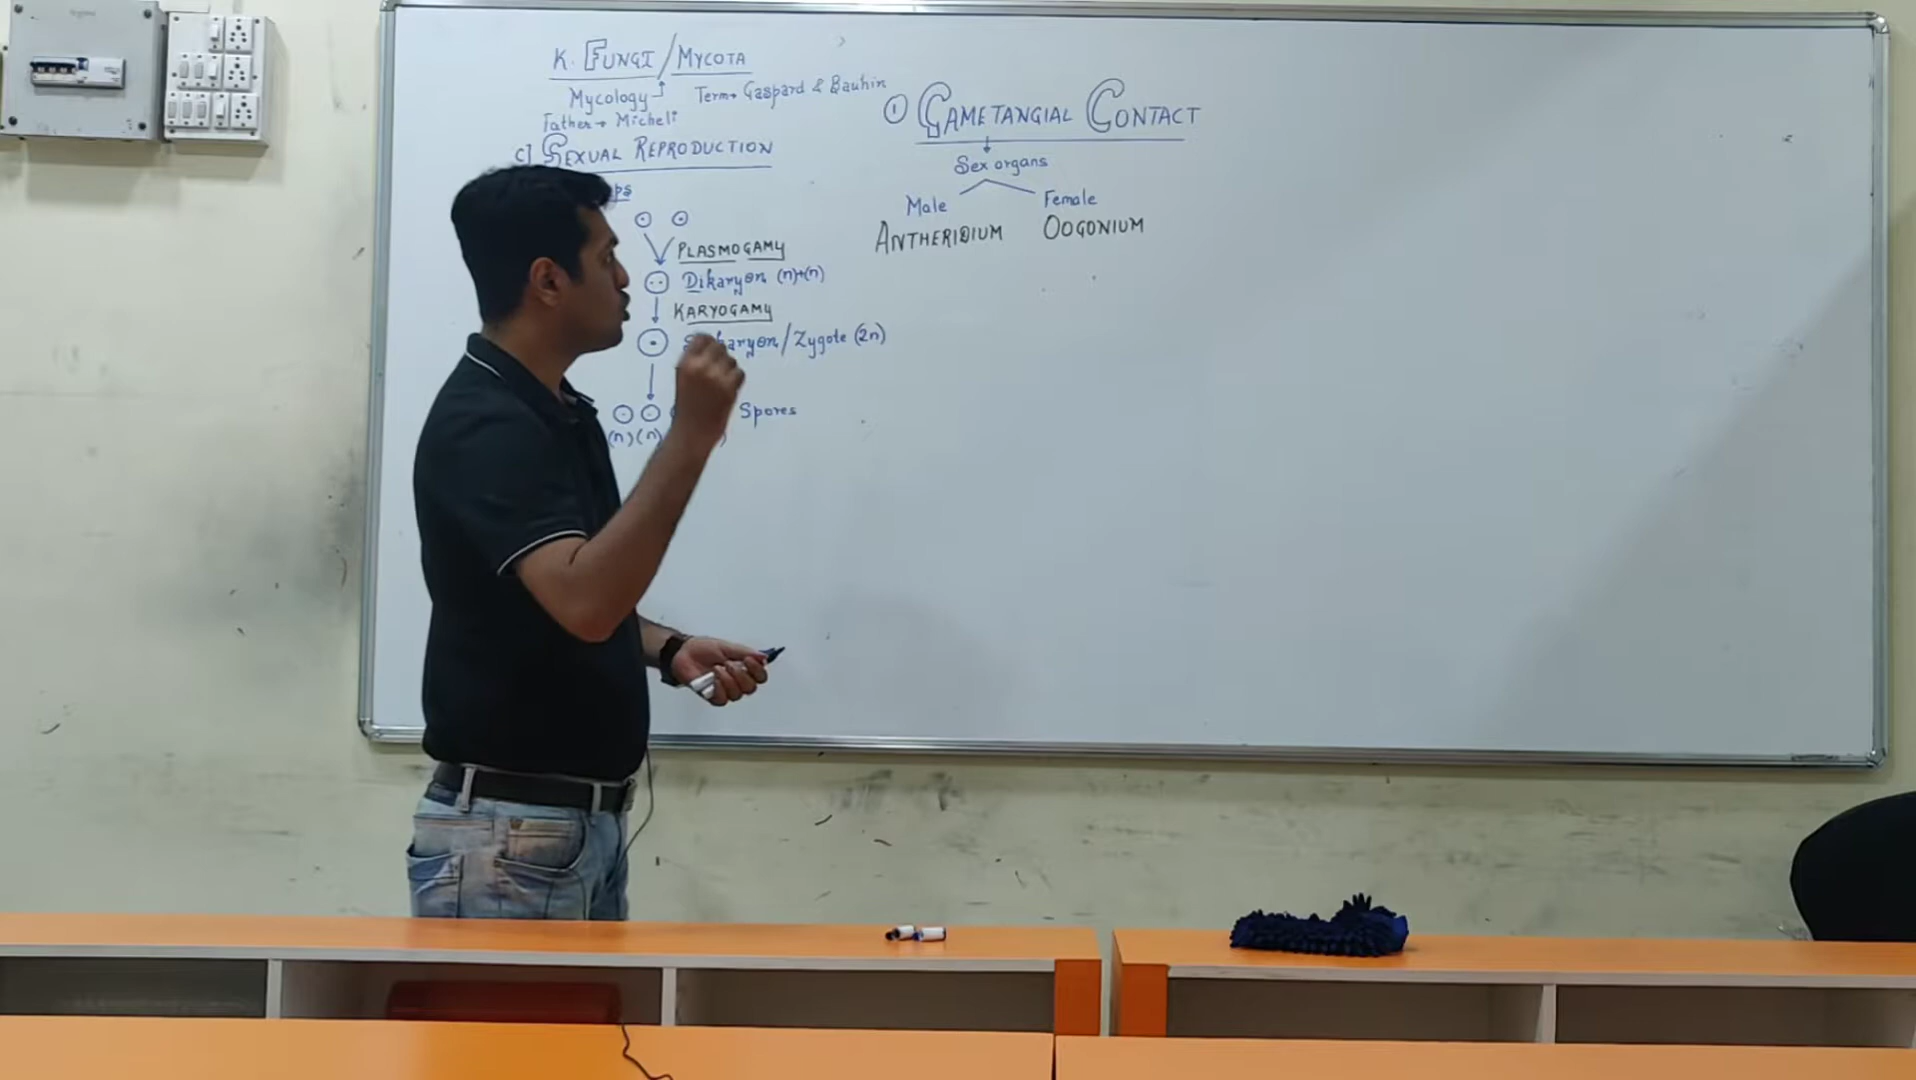 K. FUNGI/MYCOTA
Mycology
Term→ Gaspard & Bauhin
Father→ Micheli
C] SEXUAL REPRODUCTION
PLASMOGAMY
Dikaryon (n)+(n)
KARYOGAMY
/Zygote (2n)
Spores
(n) (n)
① GAMETANGIAL CONTACT
Sex organs
Male Female
ANTHERIDIUM OOGONIUM